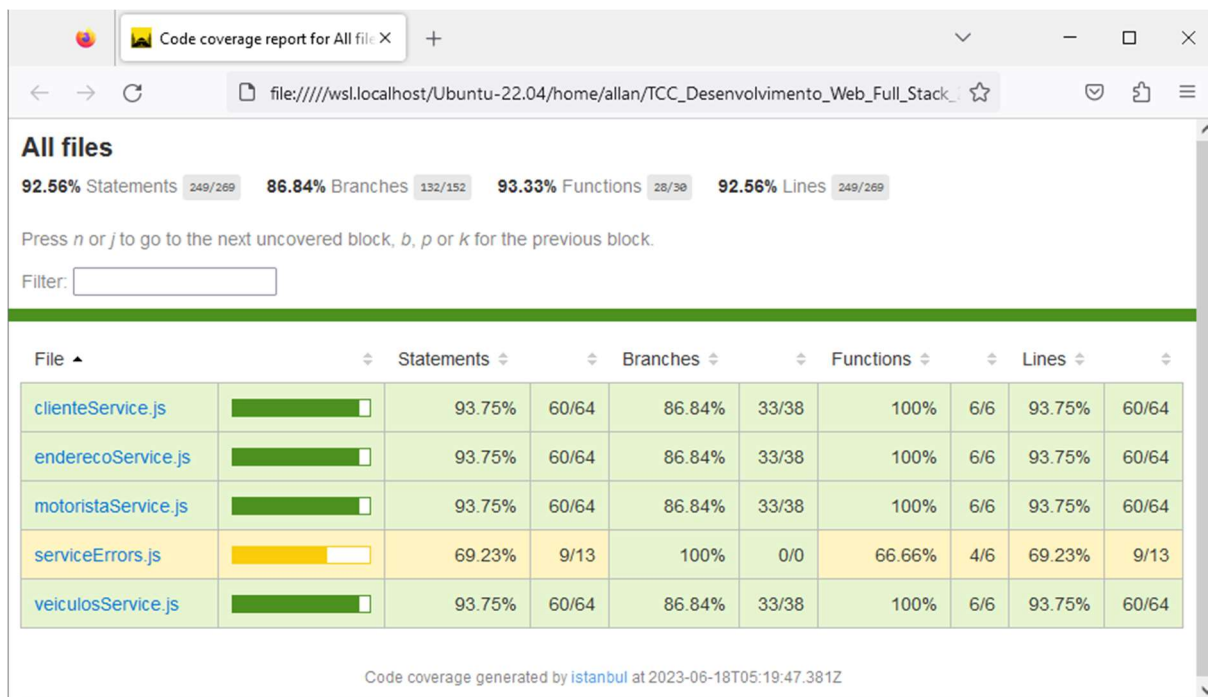 Code coverage report for All file
file://///wsl.localhost/Ubuntu-22.04/home/allan/TCC_Desenvolvimento_Web_Full_Stack_
All files
92.56% Statements 249/269 86.84% Branches 132/152 93.33% Functions 28/30 92.56% Lines 249/269
Press n or j to go to the next uncovered block, b, p or k for the previous block.
Filter:
File Statements Branches Functions Lines
clienteService.js 93.75% 60/64 86.84% 33/38 100% 6/6 93.75% 60/64
enderecoService.js 93.75% 60/64 86.84% 33/38 100% 6/6 93.75% 60/64
motoristaService.js 93.75% 60/64 86.84% 33/38 100% 6/6 93.75% 60/64
serviceErrors.js 69.23% 9/13 100% 0/0 66.66% 4/6 69.23% 9/13
veiculosService.js 93.75% 60/64 86.84% 33/38 100% 6/6 93.75% 60/64
Code coverage generated by istanbul at 2023-06-18T05:19:47.381Z